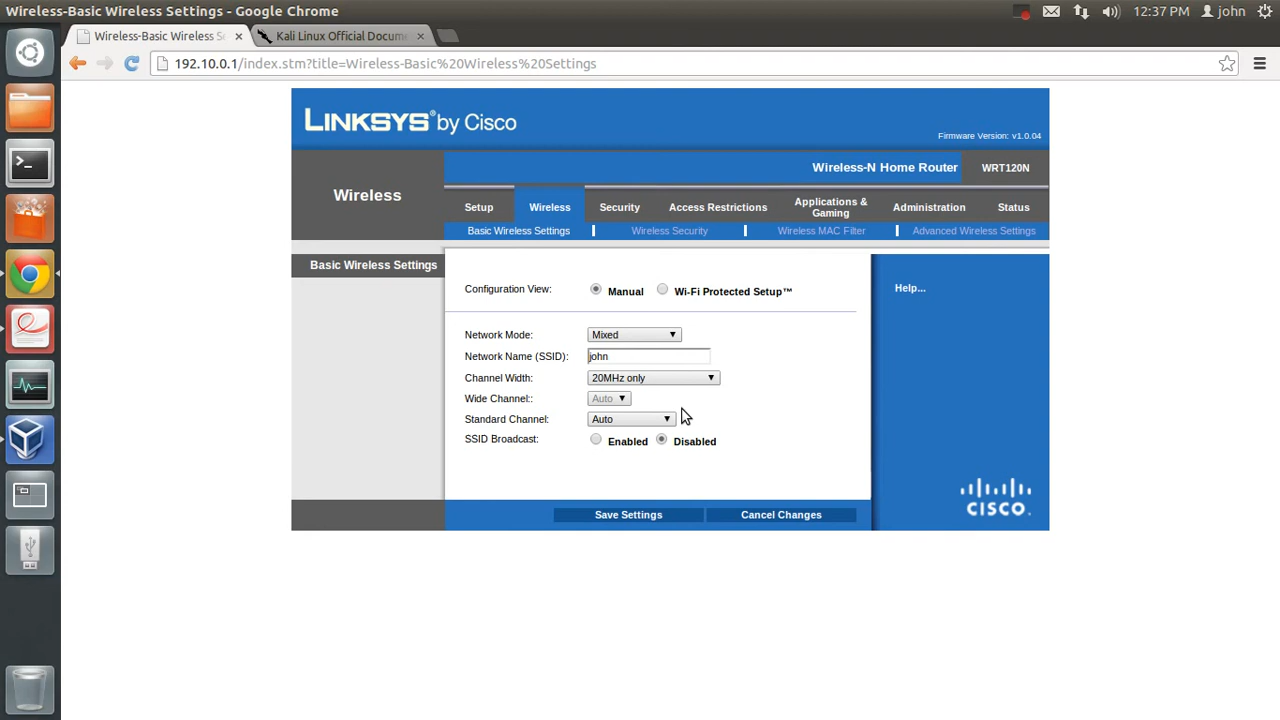 Wireless-Basic Wireless Settings - Google Chrome
12:37 PM
john
Wireless-Basic Wireless S
Kali Linux Official Docume
192.10.0.1/index.stm?title=Wireless-Basic%20Wireless%20Settings
LINKSYS® by Cisco
Firmware Version: v1.0.04
Wireless-N Home Router
WRT120N
Wireless
Setup
Wireless
Security
Access Restrictions
Applications &
Gaming
Administration
Status
Basic Wireless Settings
Wireless Security
Wireless MAC Filter
Advanced Wireless Settings
Basic Wireless Settings
Configuration View: Manual Wi-Fi Protected Setup™
Help...
Network Mode: Mixed
Network Name (SSID): john
Channel Width: 20MHz only
Wide Channel:: Auto
Standard Channel: Auto
SSID Broadcast: Enabled Disabled
CISCO.
Save Settings
Cancel Changes